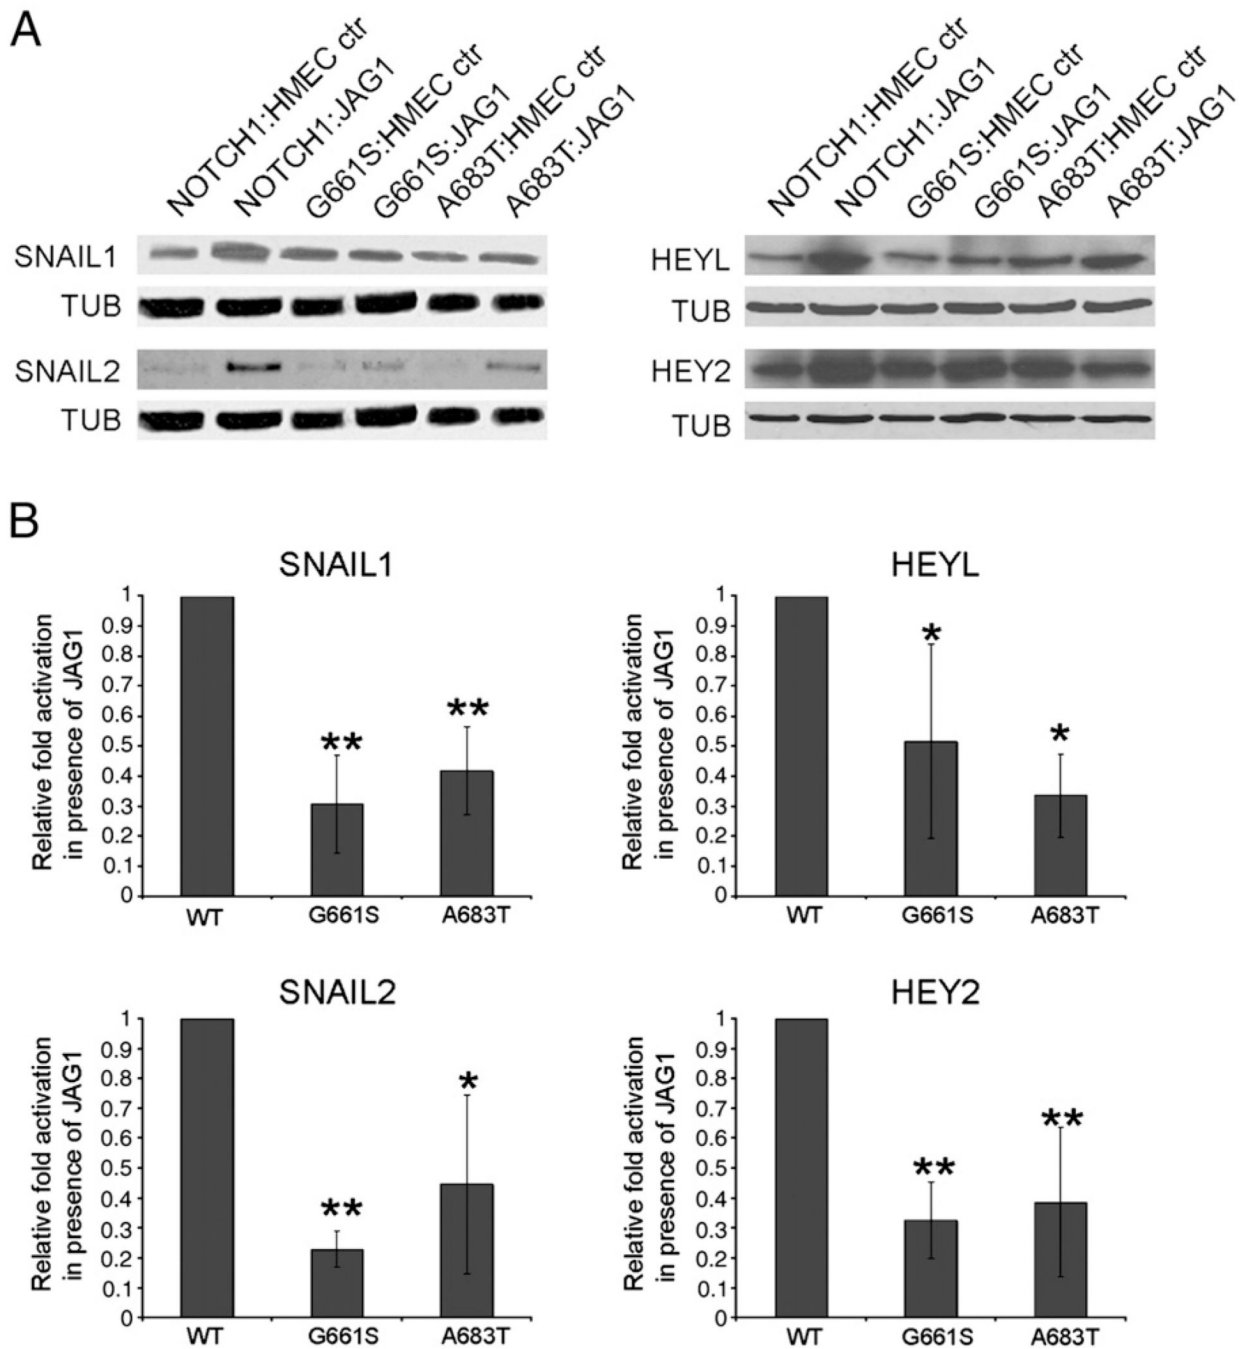 A
NOTCH1:HMEC ctr
NOTCH1:JAG1
G661S:HMEC ctr
G661S:JAG1
A683T:HMEC ctr
A683T:JAG1
SNAIL1
TUB
SNAIL2
TUB
NOTCH1:HMEC ctr
NOTCH1:JAG1
G661S:HMEC ctr
G661S:JAG1
A683T:HMEC ctr
A683T:JAG1
HEYL
TUB
HEY2
TUB
B
SNAIL1
Relative fold activation
in presence of JAG1
1
0.9
0.8
0.7
0.6
0.5
0.4
0.3
0.2
0.1
0
**
**
WT
G661S
A683T
HEYL
Relative fold activation
in presence of JAG1
1
0.9
0.8
0.7
0.6
0.5
0.4
0.3
0.2
0.1
0
*
*
WT
G661S
A683T
SNAIL2
Relative fold activation
in presence of JAG1
1
0.9
0.8
0.7
0.6
0.5
0.4
0.3
0.2
0.1
0
**
*
WT
G661S
A683T
HEY2
Relative fold activation
in presence of JAG1
1
0.9
0.8
0.7
0.6
0.5
0.4
0.3
0.2
0.1
0
**
**
WT
G661S
A683T